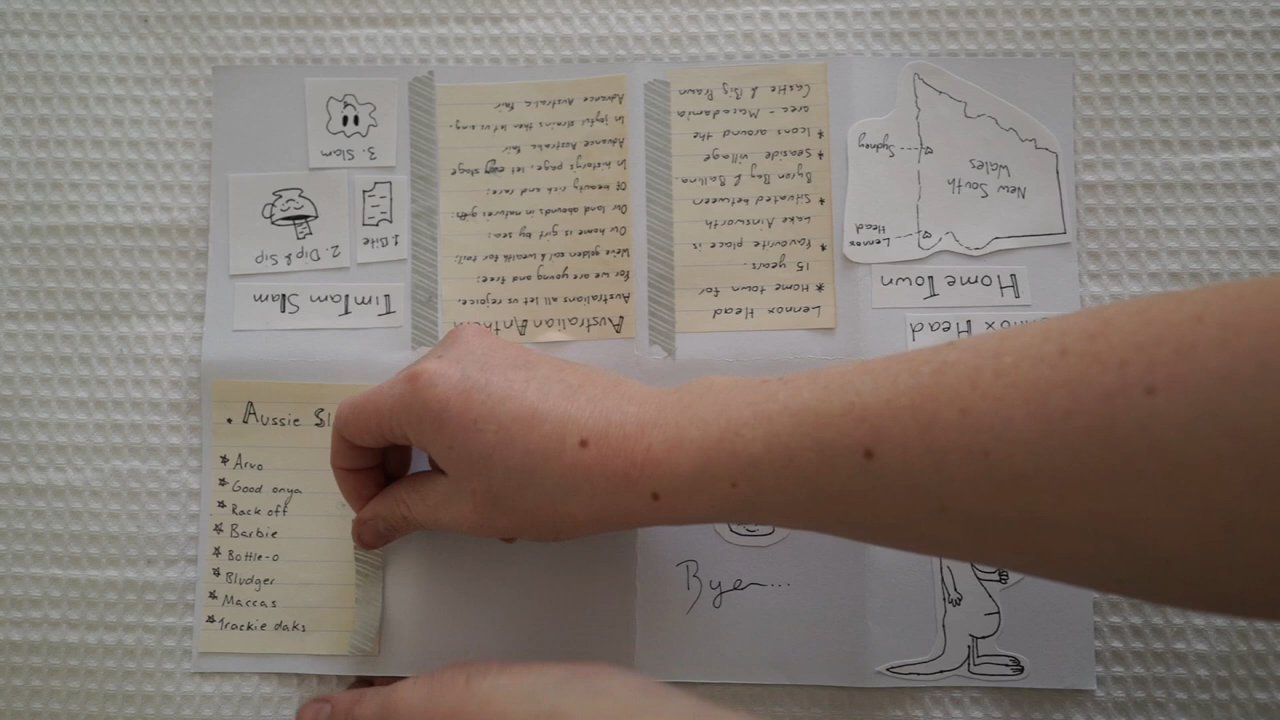 3. Slam
2. Dip & Sip
1. Bite
TimTam Slam
Australian Anthem
Australians all let us rejoice,
For we are young and free;
We've golden soil & wealth for toil;
Our home is girt by sea;
Our land abounds in nature's gifts
Of beauty rich and rare;
In history's page, let every stage
Advance Australia fair
In joyful strains then let us sing,
Advance Australia fair
Lennox Head
* Home town for
15 years.
* favourite place is
Lake Ainsworth
* Situated between
Byron Bay & Ballina.
* Seaside village
* Icons around the
area - Macadamia
Castle & Big Prawn
New South
Wales
Sydney
Lennox
Head
HomeTown
Head
Aussie
* Arvo
* Good onya
* Rack off
* Barbie
* Bottle-o
* Bludger
* Maccas
* Trackie daks